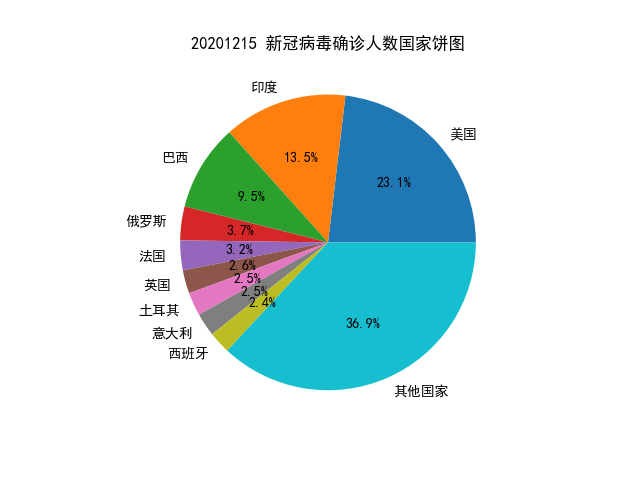 20201215 新冠病毒确诊人数国家饼图
印度
美国
13.5%
巴西
23.1%
9.5%
俄罗斯
3.7%
法国
3.2%
2.6%
英国
2.5%
土耳其
2.5%
意大利
2.4%
西班牙
36.9%
其他国家